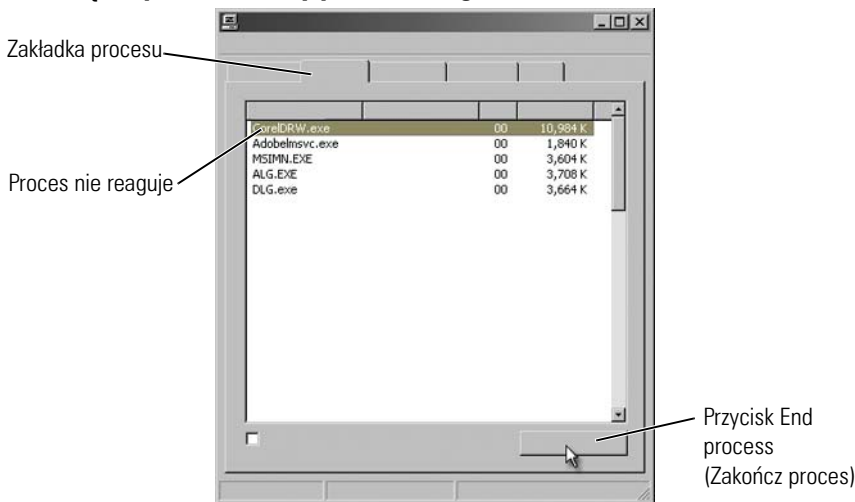 Zakładka procesu
CorelDRW.exe 00 10,984 K
Adobelmsvc.exe 00 1,840 K
MSIMN.EXE 00 3,604 K
Proces nie reaguje
ALG.EXE 00 3,708 K
DLG.exe 00 3,664 K
Przycisk End
process
(Zakończ proces)